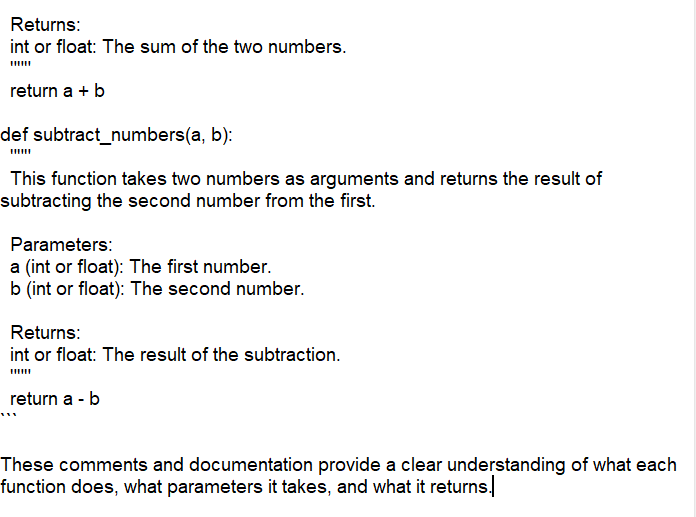 Returns:
int or float: The sum of the two numbers.
"""
return a + b
def subtract_numbers(a, b):
"""
This function takes two numbers as arguments and returns the result of
subtracting the second number from the first.
Parameters:
a (int or float): The first number.
b (int or float): The second number.
Returns:
int or float: The result of the subtraction.
"""
return a - b
```
These comments and documentation provide a clear understanding of what each
function does, what parameters it takes, and what it returns.